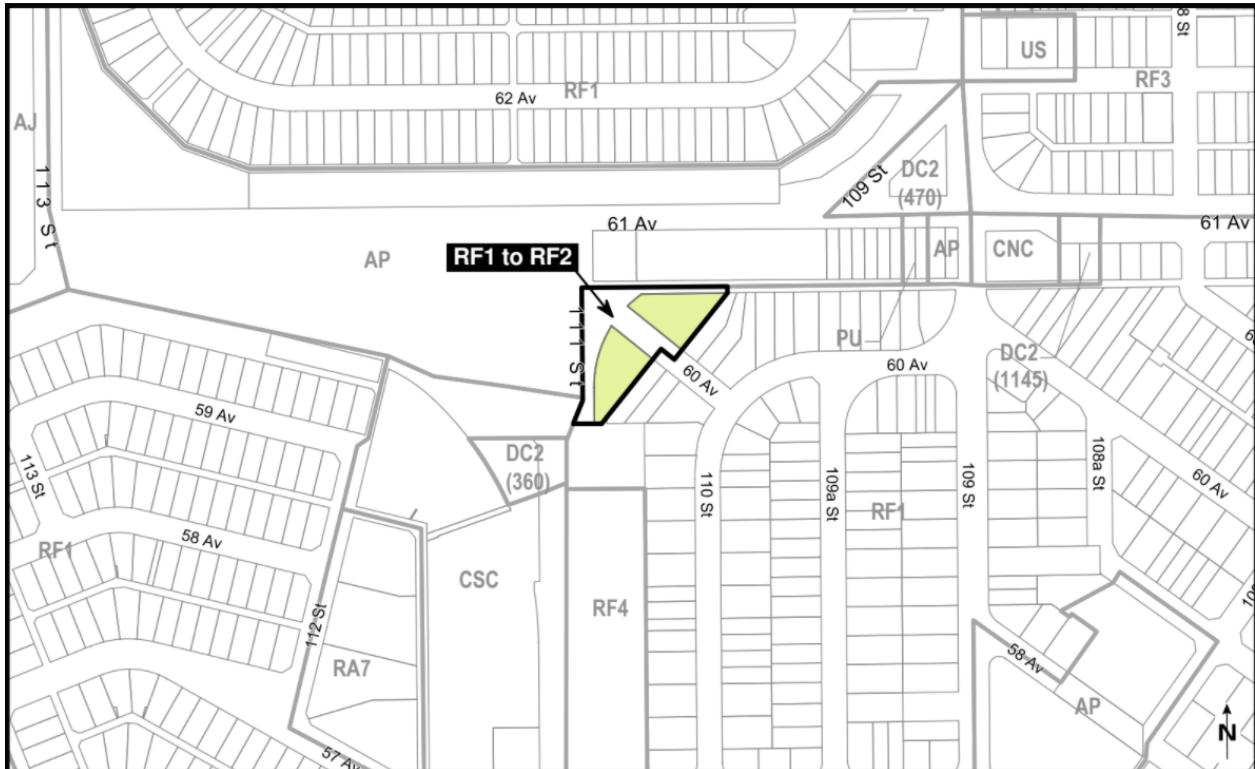 US
8 St
RF3
RF1
62 Av
AJ
113 St
DC2
(470)
109 St
61 Av
61 Av
AP
RF1 to RF2
AP
CNC
111 St
PU
60 Av
60 Av
DC2
(1145)
59 Av
113 St
DC2
(360)
110 St
109a St
109 St
108a St
60 Av
RF1
58 Av
RF1
CSC
RF4
112 St
RA7
58 Av
AP
57 Av
N